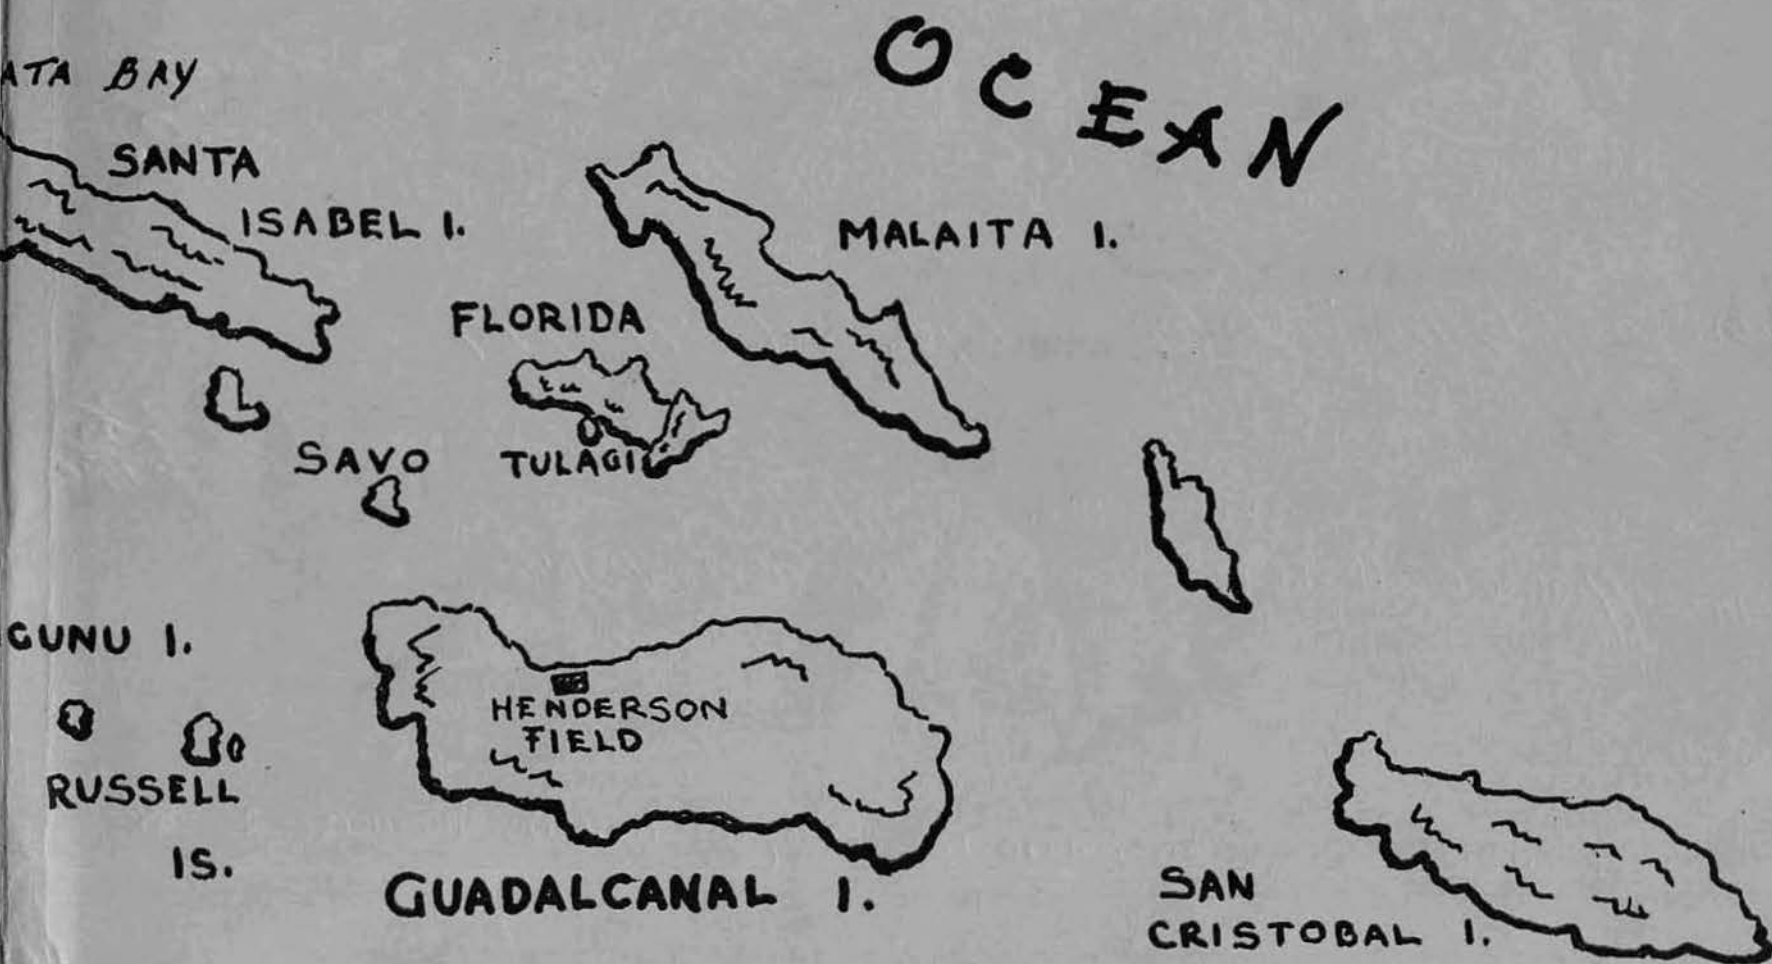 OCEAN
ATA BAY
SANTA
ISABEL I.
MALAITA I.
FLORIDA
SAVO
TULAGI
GUNU I.
HENDERSON
FIELD
RUSSELL
IS.
GUADALCANAL I.
SAN
CRISTOBAL I.